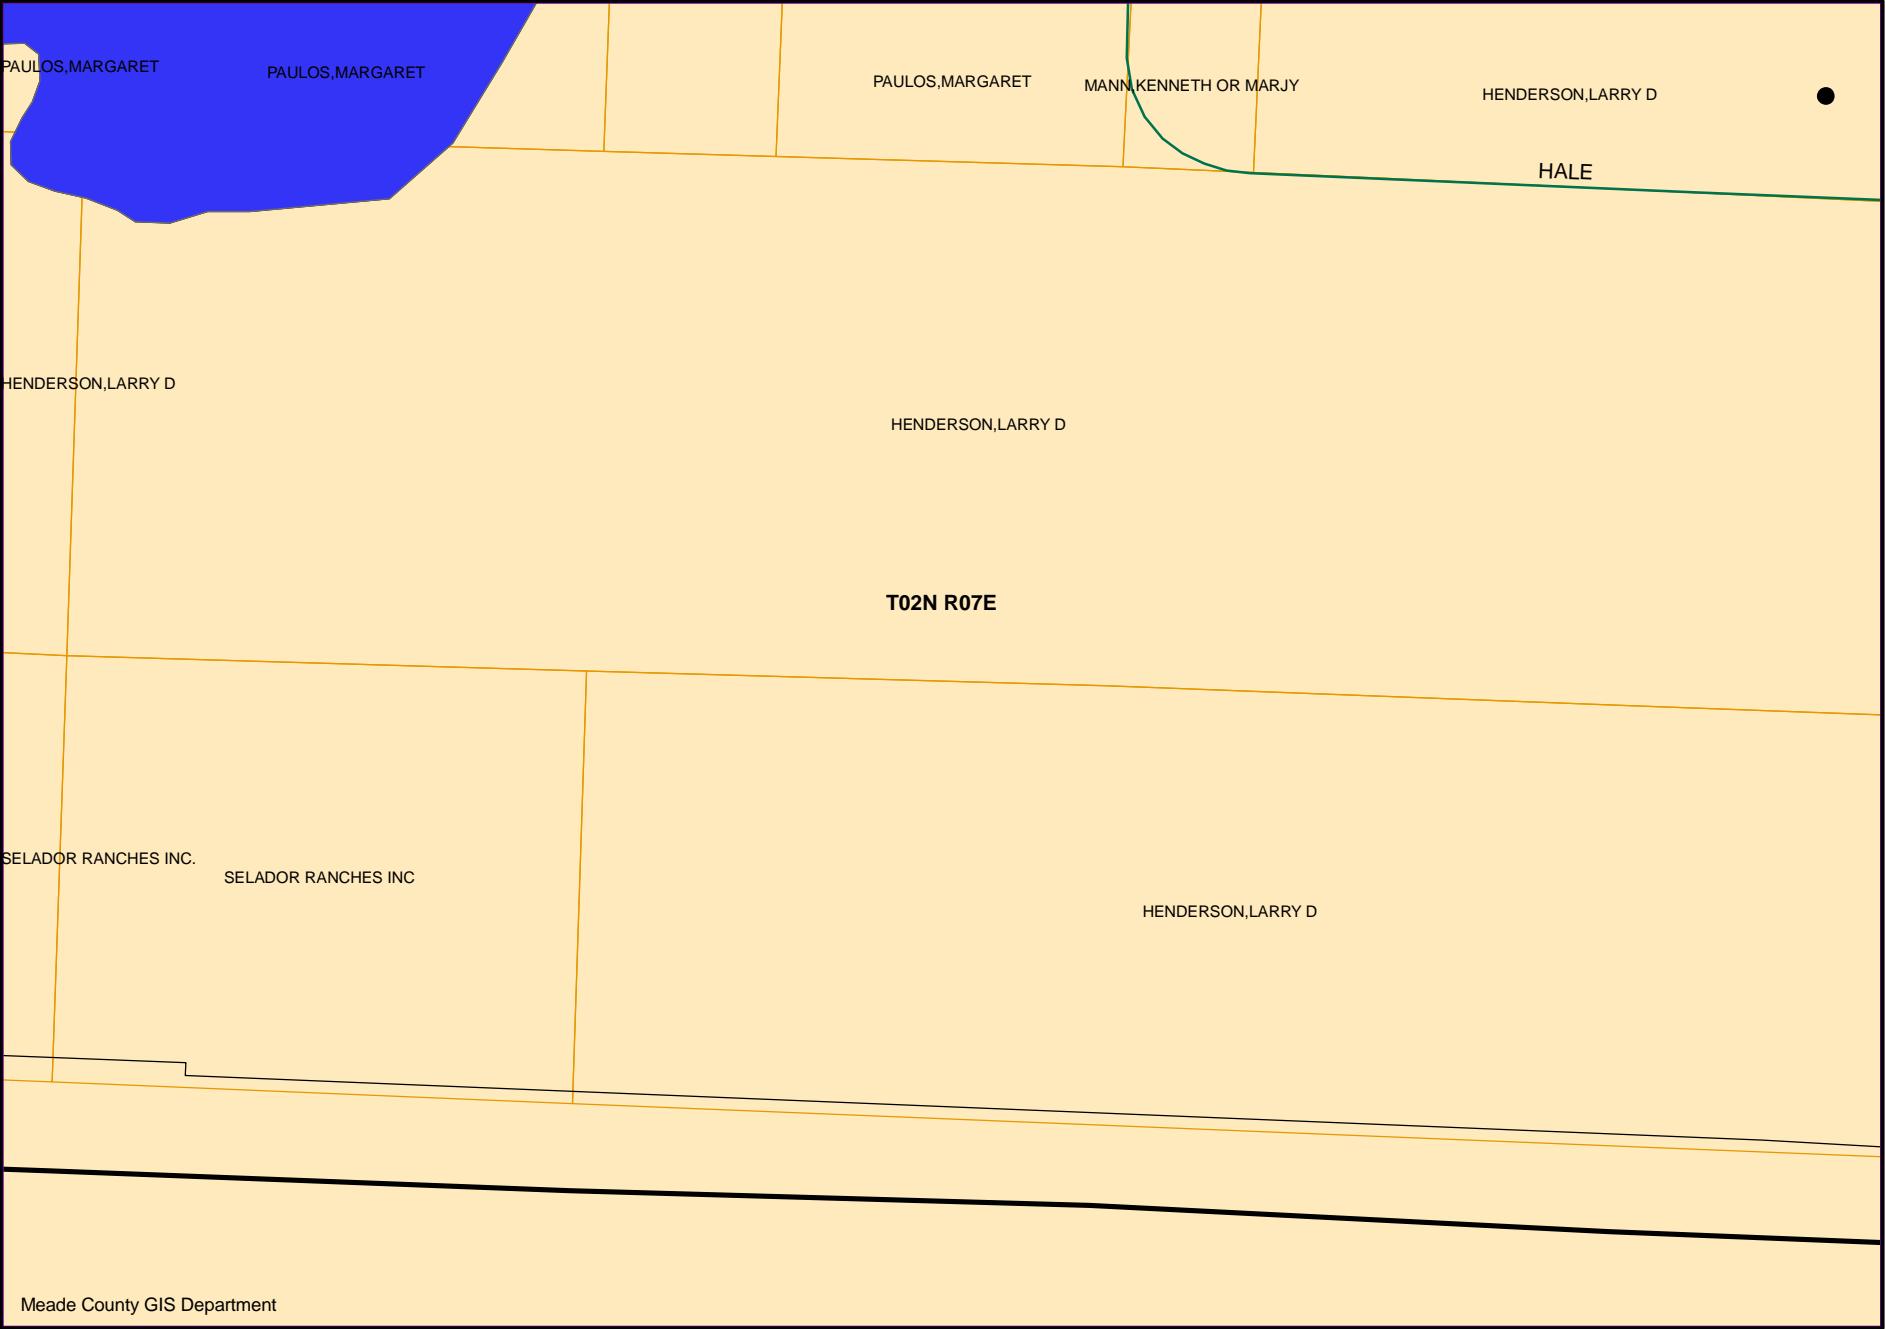 PAULOS,MARGARET
PAULOS,MARGARET
PAULOS,MARGARET
MANN,KENNETH OR MARJY
HENDERSON,LARRY D
HALE
HENDERSON,LARRY D
HENDERSON,LARRY D
T02N R07E
SELADOR RANCHES INC.
SELADOR RANCHES INC
HENDERSON,LARRY D
Meade County GIS Department